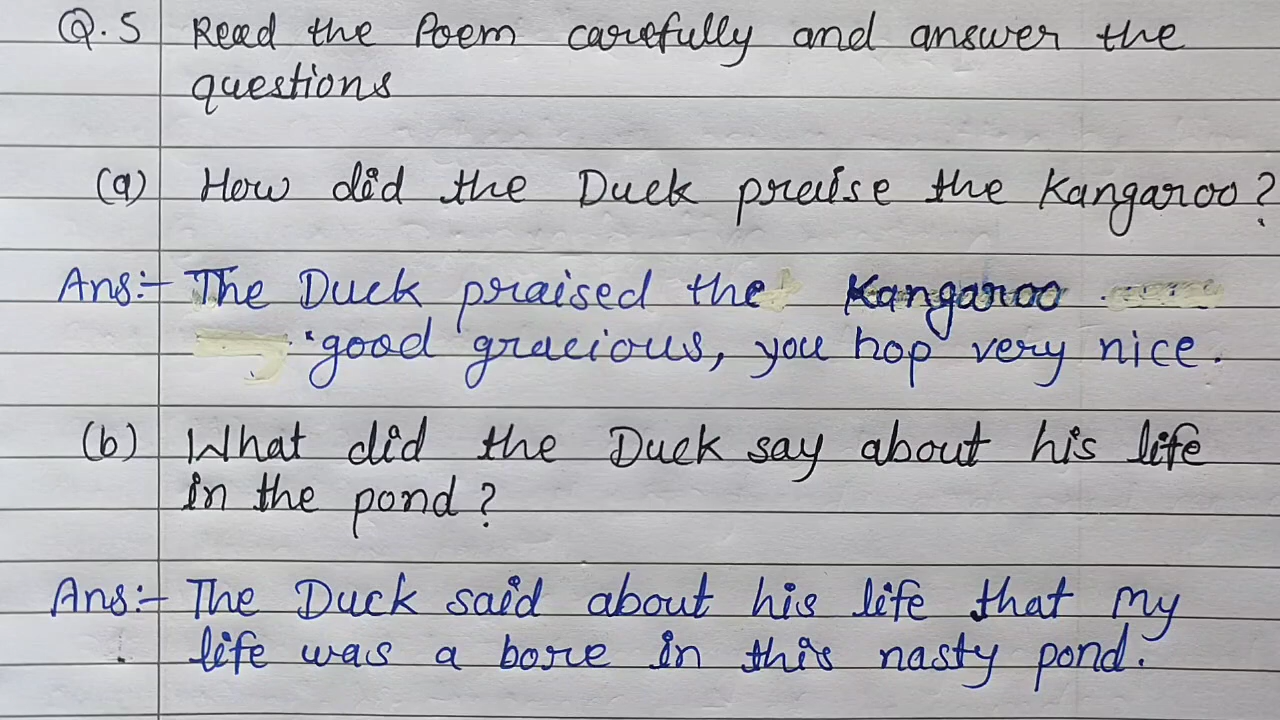 Q.5 Read the Poem carefully and answer the
questions
(a) How did the Duck praise the Kangaroo?
Ans:- The Duck praised the Kangaroo
"good gracious, you hop very nice.
(b) What did the Duck say about his life
in the pond?
Ans:- The Duck said about his life that my
life was a bore in this nasty pond.